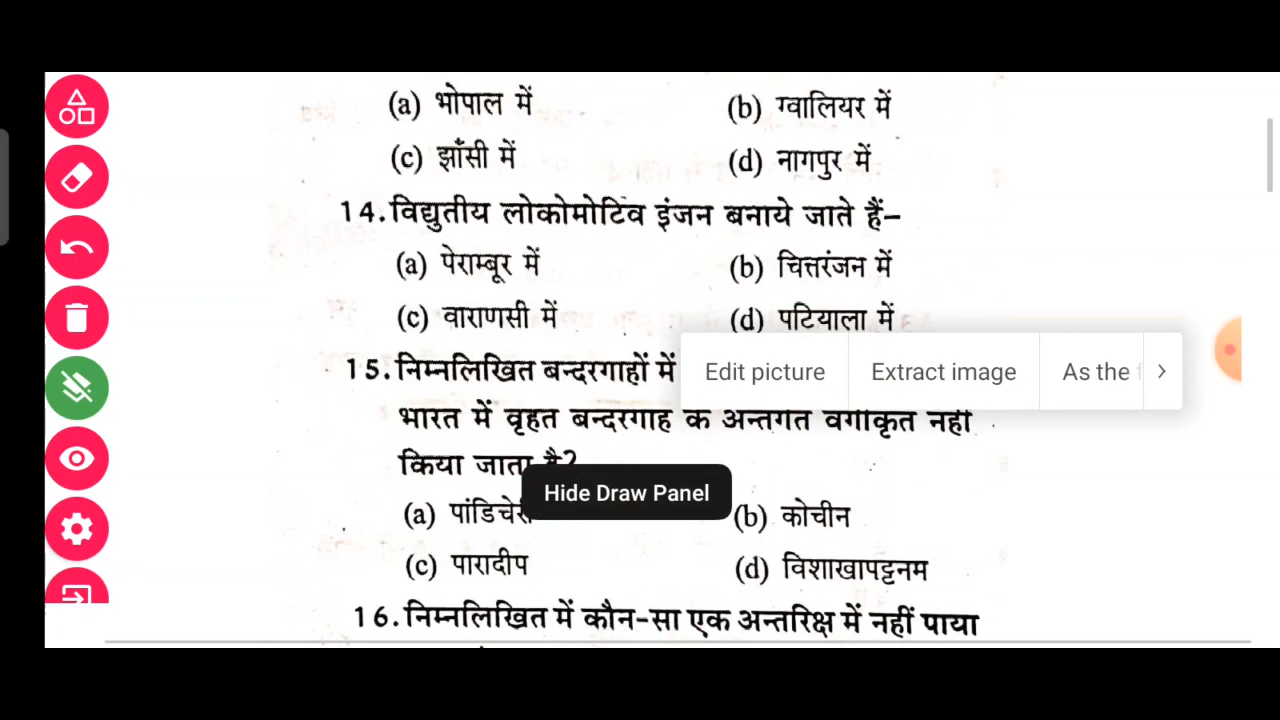 (a) भोपाल में (b) ग्वालियर में
(c) झाँसी में (d) नागपुर में
14. विद्युतीय लोकोमोटिव इंजन बनाये जाते हैं–
(a) पेराम्बूर में (b) चित्तरंजन में
(c) वाराणसी में (d) पटियाला में
15. निम्नलिखित बन्दरगाहों में
Edit picture Extract image As the
भारत में वृहत बन्दरगाह के अन्तर्गत वर्गीकृत नहीं
किया जाता है?
Hide Draw Panel
(a) पांडिचेरी (b) कोचीन
(c) पारादीप (d) विशाखापट्टनम
16. निम्नलिखित में कौन-सा एक अन्तरिक्ष में नहीं पाया